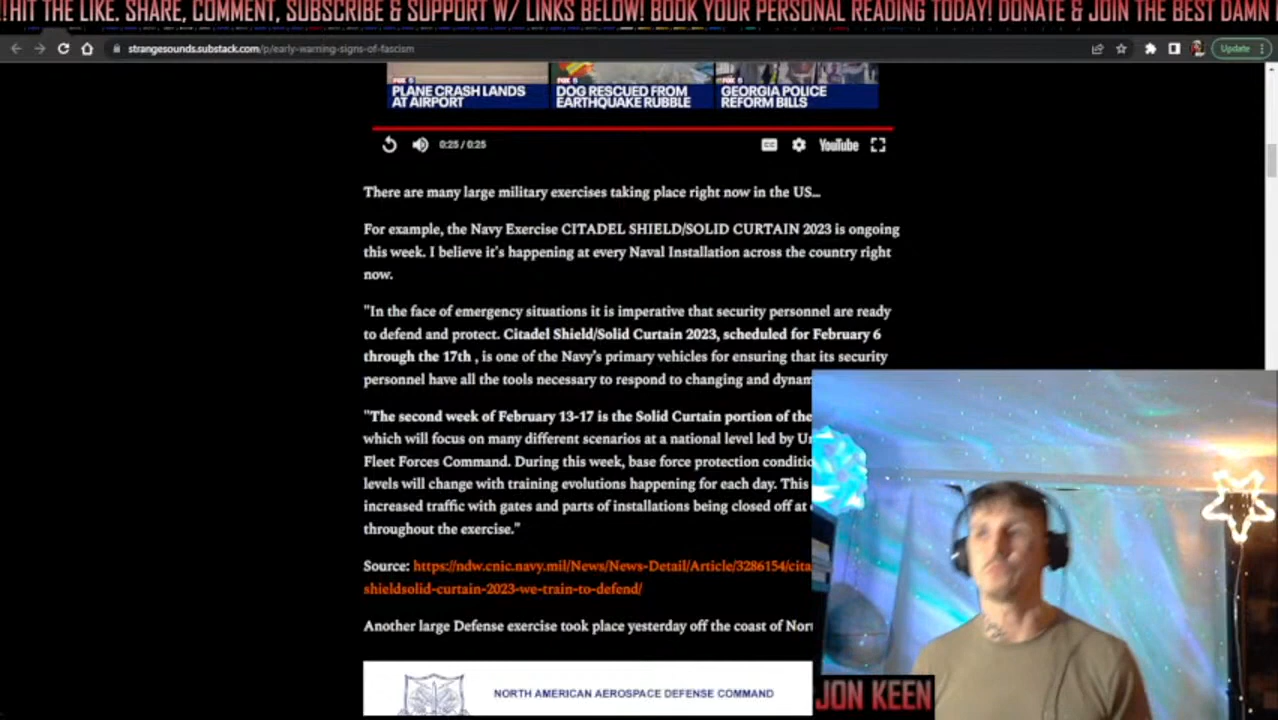 !!HIT THE LIKE. SHARE, COMMENT, SUBSCRIBE & SUPPORT W/ LINKS BELOW! BOOK YOUR PERSONAL READING TODAY! DONATE & JOIN THE BEST DAMN
strangesounds.substack.com/p/early-warning-signs-of-fascism
Update
FOX 5
FOX 5
FOX 5
PLANE CRASH LANDS
AT AIRPORT
DOG RESCUED FROM
EARTHQUAKE RUBBLE
GEORGIA POLICE
REFORM BILLS
0:25 / 0:25
CC
YouTube
There are many large military exercises taking place right now in the US...
For example, the Navy Exercise CITADEL SHIELD/SOLID CURTAIN 2023 is ongoing
this week. I believe it's happening at every Naval Installation across the country right
now.
"In the face of emergency situations it is imperative that security personnel are ready
to defend and protect. Citadel Shield/Solid Curtain 2023, scheduled for February 6
through the 17th , is one of the Navy's primary vehicles for ensuring that its security
personnel have all the tools necessary to respond to changing and dynam
"The second week of February 13-17 is the Solid Curtain portion of the
which will focus on many different scenarios at a national level led by
Fleet Forces Command. During this week, base force protection conditio
levels will change with training evolutions happening for each day. This
increased traffic with gates and parts of installations being closed off at
throughout the exercise."
Source: https://ndw.cnic.navy.mil/News/News-Detail/Article/3286154/cita
shieldsolid-curtain-2023-we-train-to-defend/
Another large Defense exercise took place yesterday off the coast of Nor
NORTH AMERICAN AEROSPACE DEFENSE COMMAND
JON KEEN